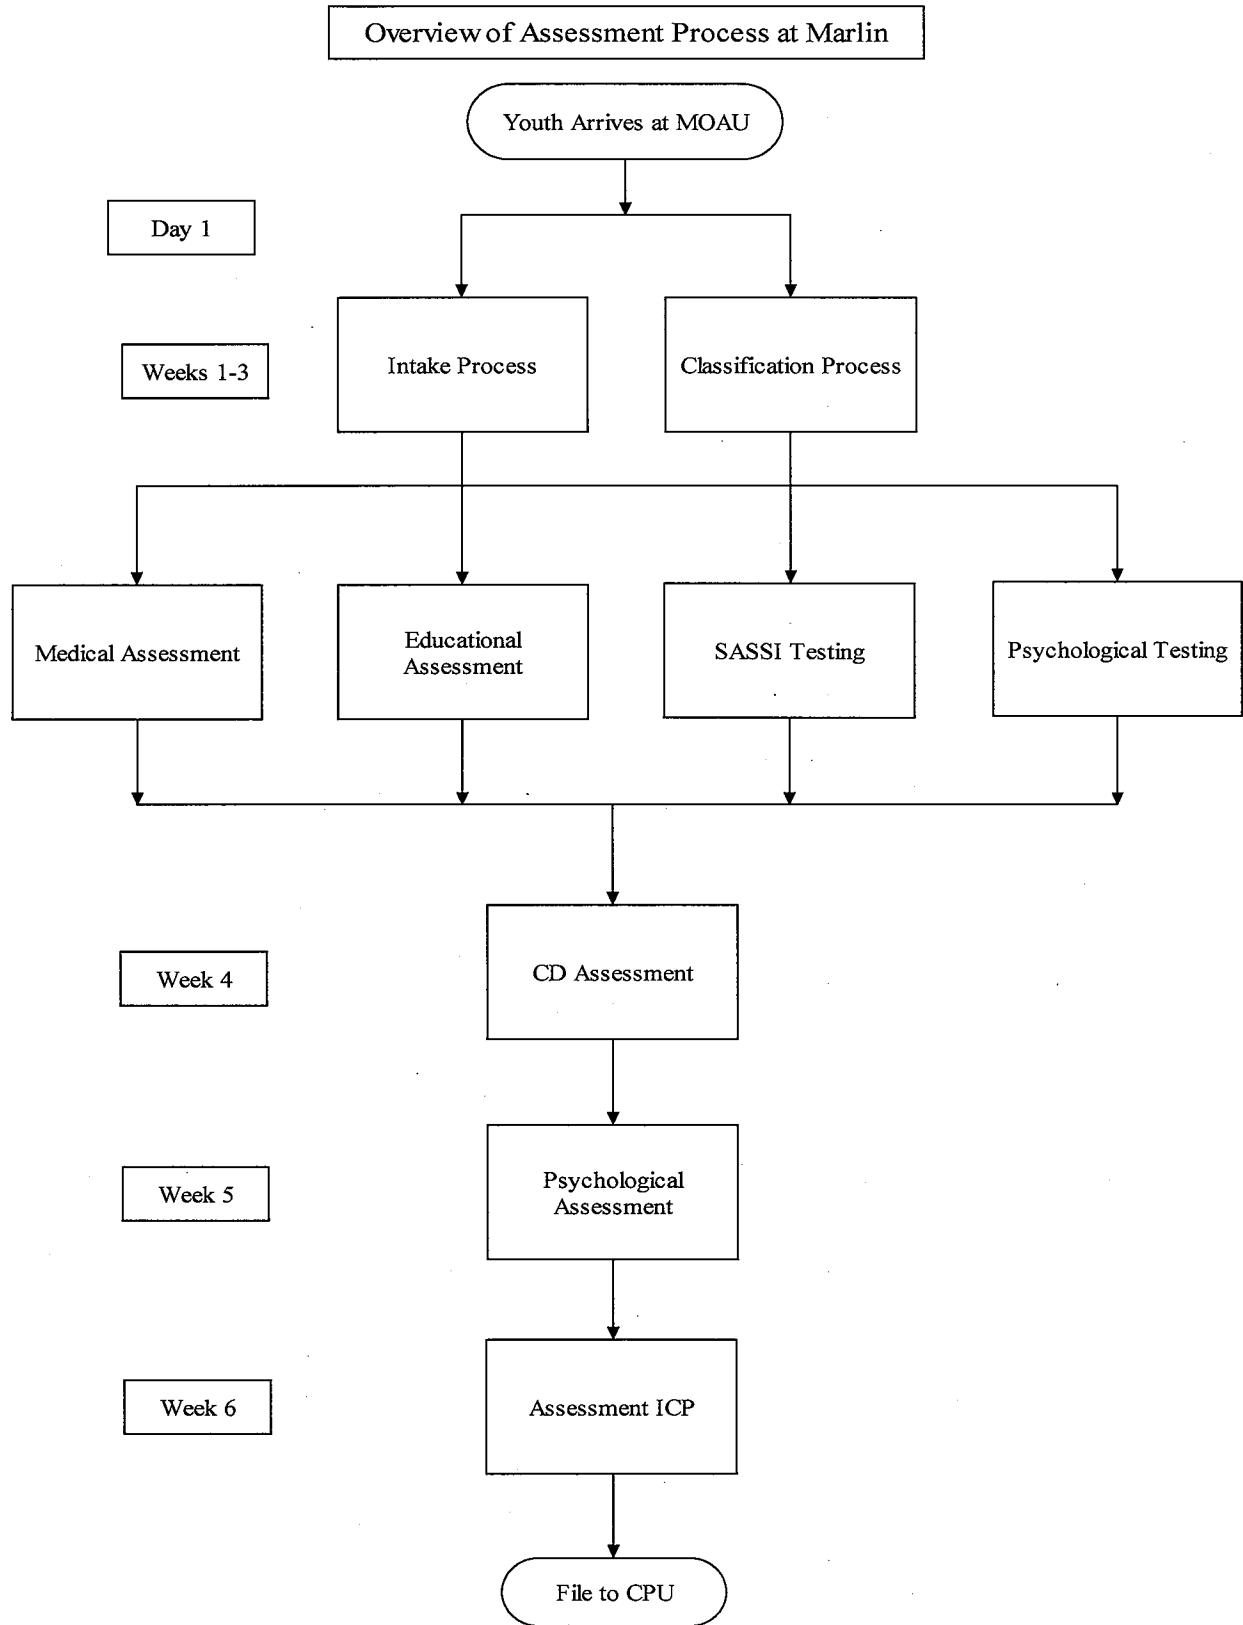 Overview of Assessment Process at Marlin
Youth Arrives at MOAU
Day 1
Weeks 1-3
Intake Process
Classification Process
Medical Assessment
Educational
Assessment
SASSI Testing
Psychological Testing
Week 4
CD Assessment
Week 5
Psychological
Assessment
Week 6
Assessment ICP
File to CPU